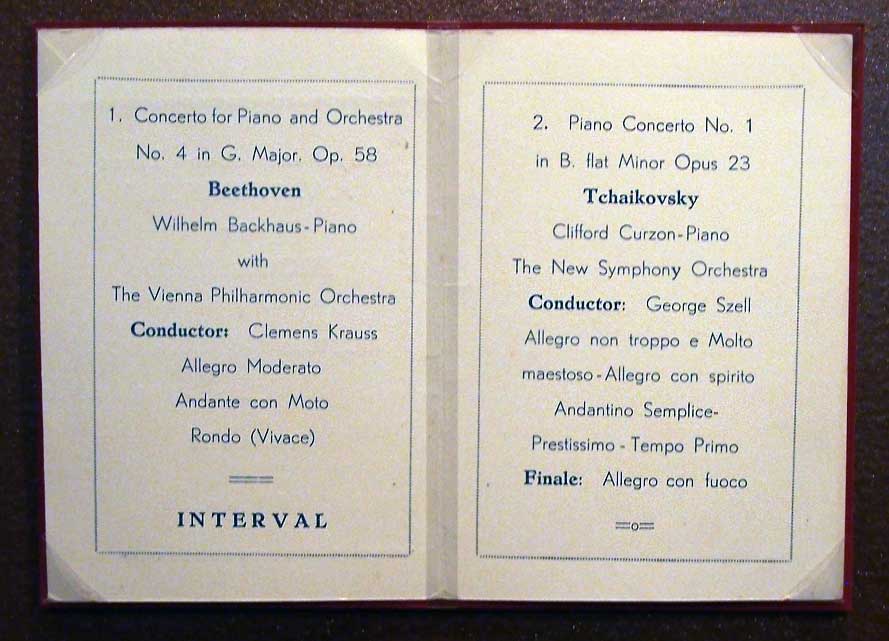 1. Concerto for Piano and Orchestra
No. 4 in G. Major. Op. 58
Beethoven
Wilhelm Backhaus-Piano
with
The Vienna Philharmonic Orchestra
Conductor: Clemens Krauss
Allegro Moderato
Andante con Moto
Rondo (Vivace)
INTERVAL
2. Piano Concerto No. 1
in B. flat Minor Opus 23
Tchaikovsky
Clifford Curzon-Piano
The New Symphony Orchestra
Conductor: George Szell
Allegro non troppo e Molto
maestoso-Allegro con spirito
Andantino Semplice-
Prestissimo - Tempo Primo
Finale: Allegro con fuoco